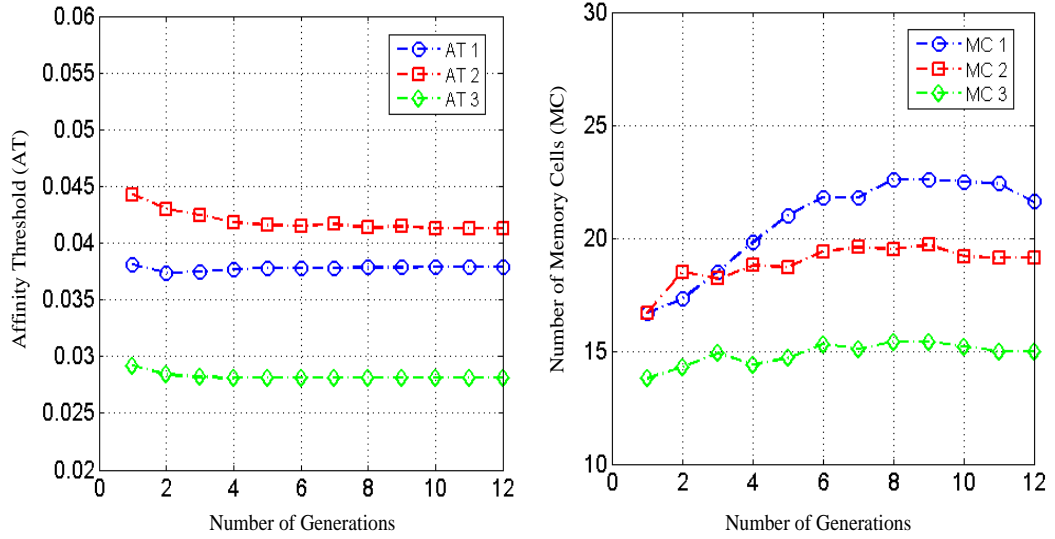 0.06
0.055
0.05
0.045
0.04
0.035
0.03
0.025
0.02
0
2
4
6
8
10
12
Affinity Threshold (AT)
Number of Generations
AT 1
AT 2
AT 3
30
25
20
15
10
0
2
4
6
8
10
12
Number of Memory Cells (MC)
Number of Generations
MC 1
MC 2
MC 3